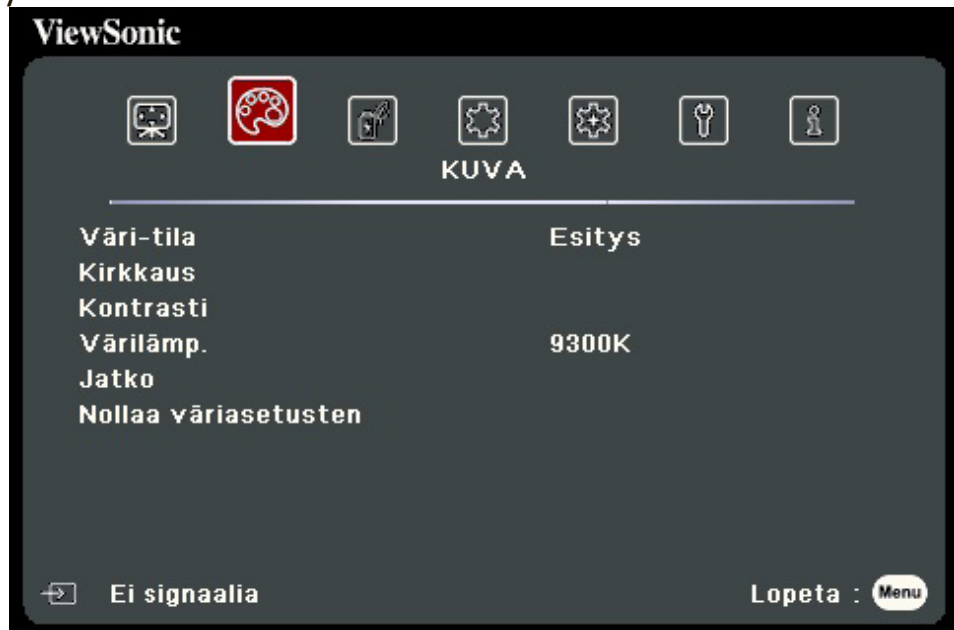 ViewSonic
KUVA
Väri-tila Esitys
Kirkkaus
Kontrasti
Värilämp. 9300K
Jatko
Nollaa väriasetusten
Ei signaalia Lopeta : Menu